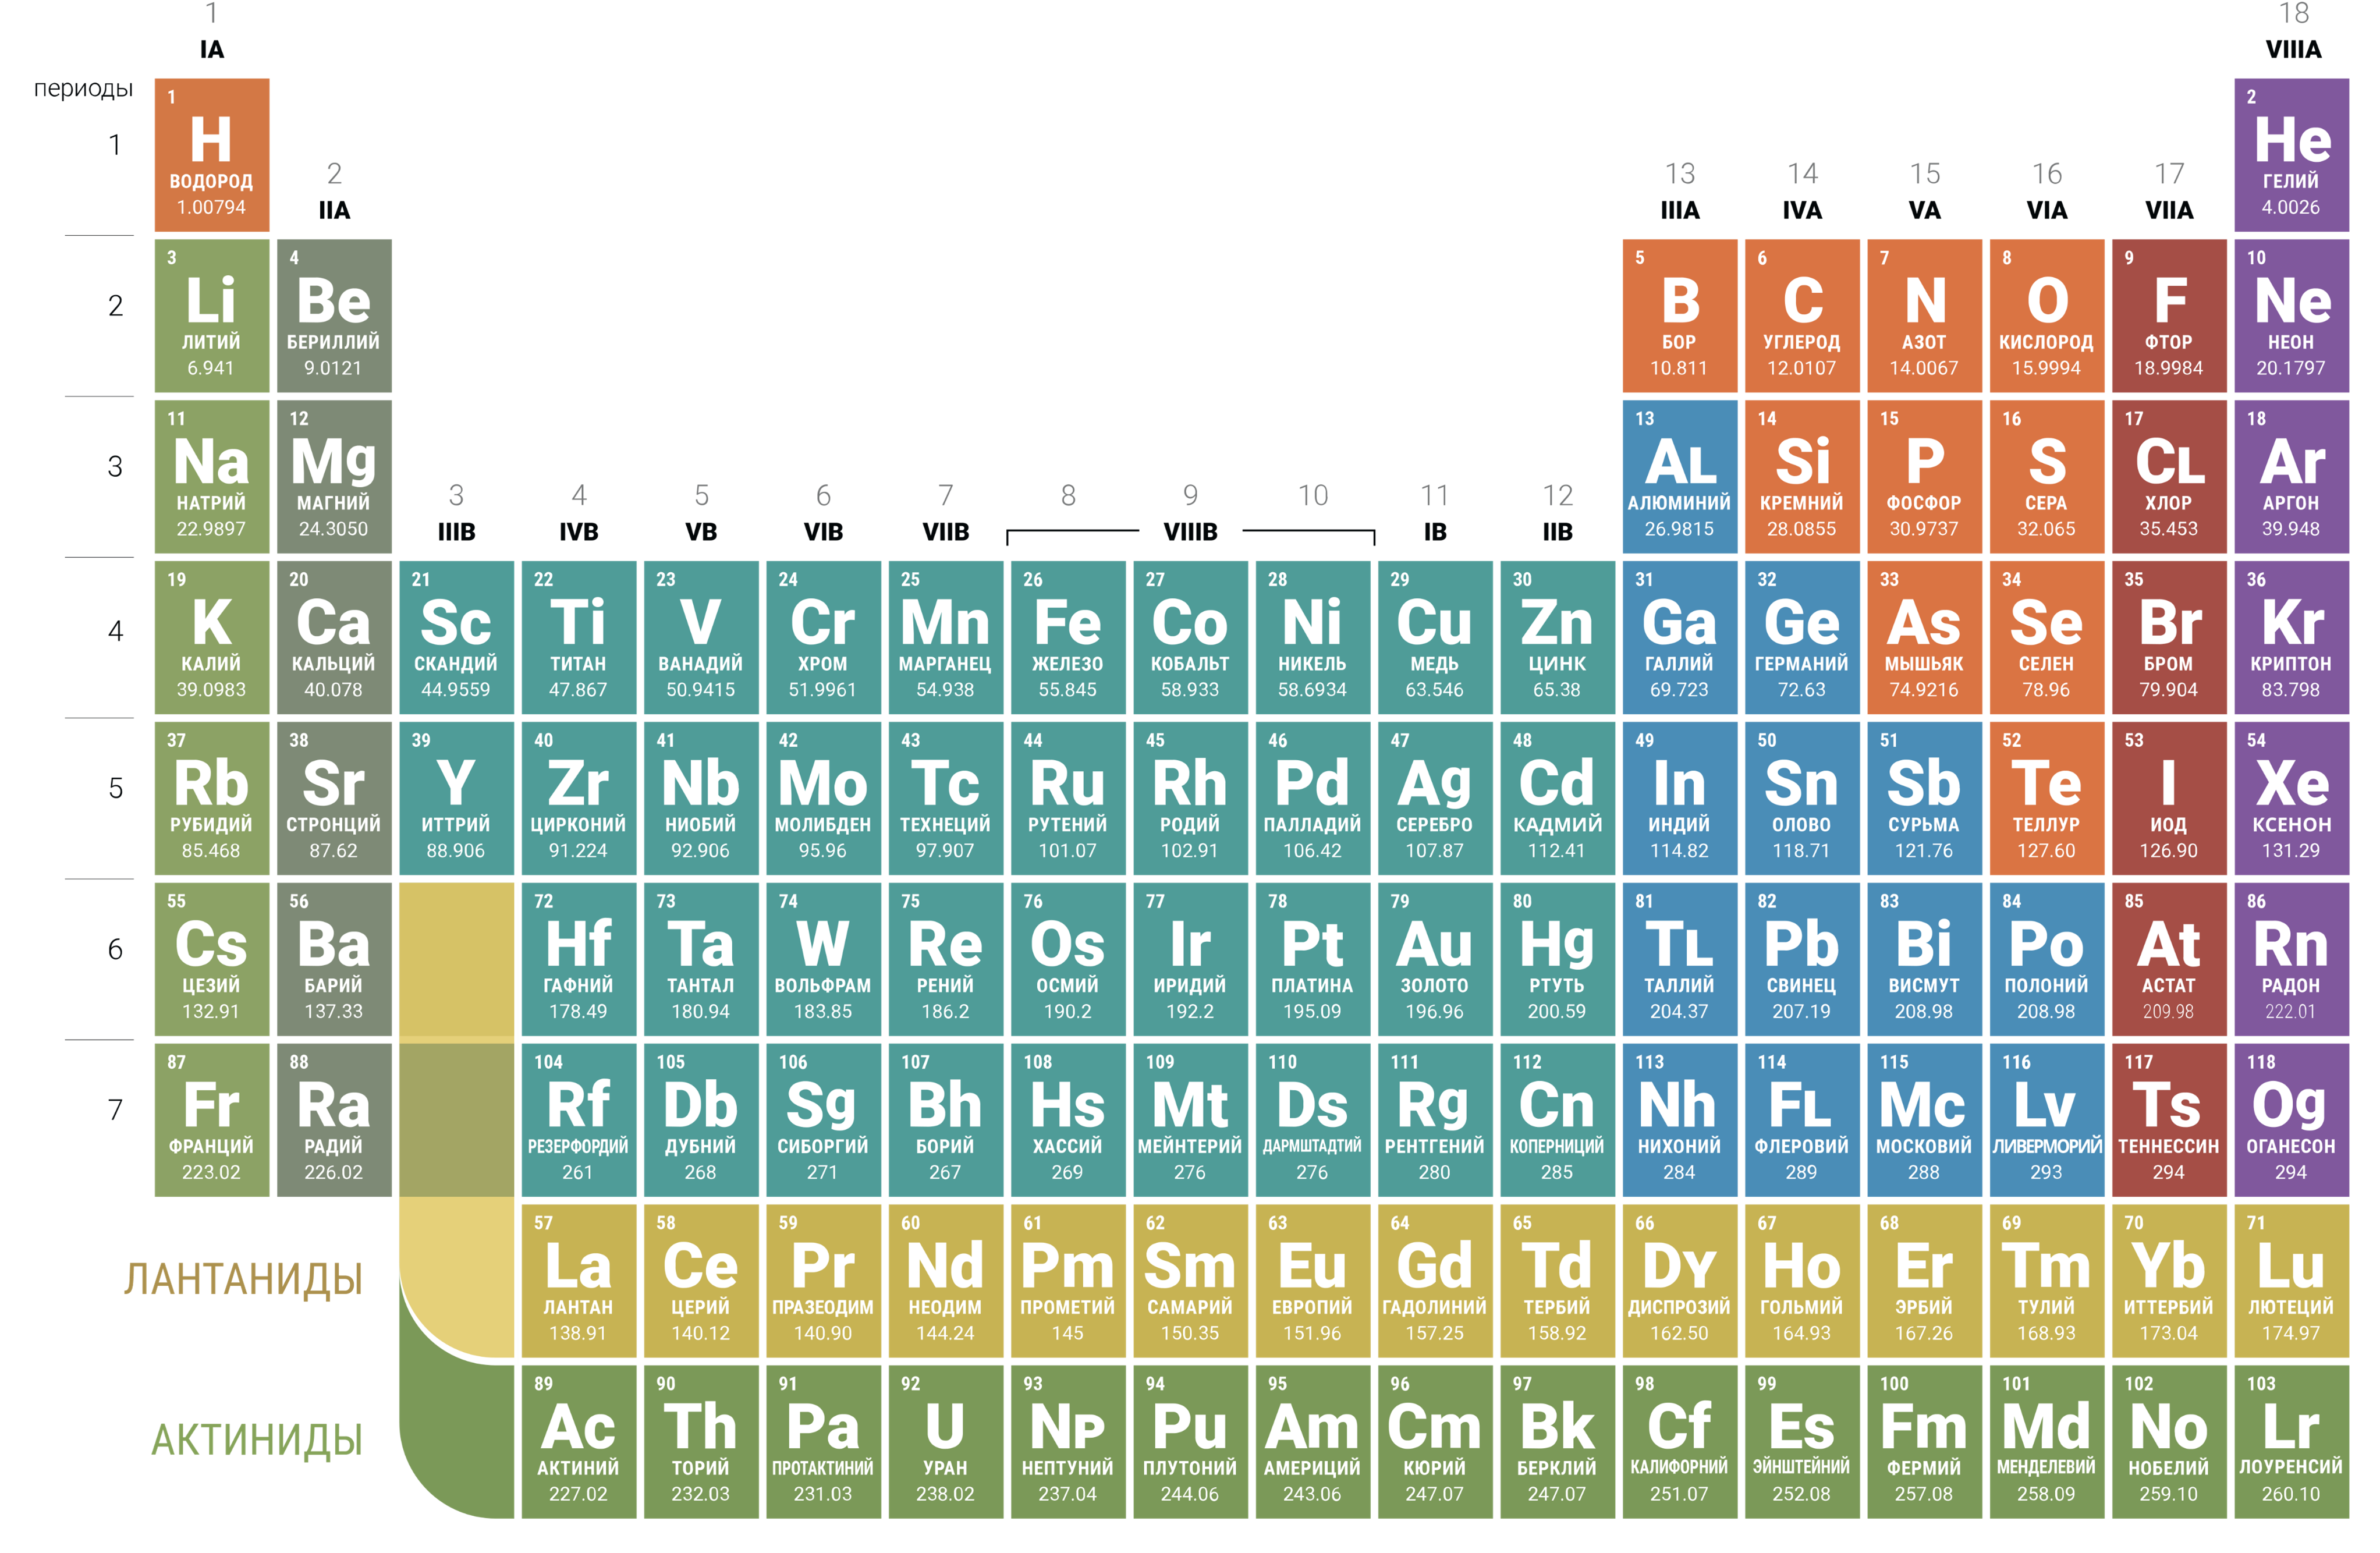 1 18
IA VIIIA
периоды
1 2
1 H He
ВОДОРОД 2 13 14 15 16 17 ГЕЛИЙ
1.00794 IIA IIIA IVA VA VIA VIIA 4.0026
3 4 5 6 7 8 9 10
2 Li Be B C N O F Ne
ЛИТИЙ БЕРИЛЛИЙ БОР УГЛЕРОД АЗОТ КИСЛОРОД ФТОР НЕОН
6.941 9.0121 10.811 12.0107 14.0067 15.9994 18.9984 20.1797
11 12 13 14 15 16 17 18
3 Na Mg AL Si P S CL Ar
НАТРИЙ МАГНИЙ 3 4 5 6 7 8 9 10 11 12 АЛЮМИНИЙ КРЕМНИЙ ФОСФОР СЕРА ХЛОР АРГОН
22.9897 24.3050 IIIB IVB VB VIB VIIB VIIIB IB IIB 26.9815 28.0855 30.9737 32.065 35.453 39.948
19 20 21 22 23 24 25 26 27 28 29 30 31 32 33 34 35 36
4 K Ca Sc Ti V Cr Mn Fe Co Ni Cu Zn Ga Ge As Se Br Kr
КАЛИЙ КАЛЬЦИЙ СКАНДИЙ ТИТАН ВАНАДИЙ ХРОМ МАРГАНЕЦ ЖЕЛЕЗО КОБАЛЬТ НИКЕЛЬ МЕДЬ ЦИНК ГАЛЛИЙ ГЕРМАНИЙ МЫШЬЯК СЕЛЕН БРОМ КРИПТОН
39.0983 40.078 44.9559 47.867 50.9415 51.9961 54.938 55.845 58.933 58.6934 63.546 65.38 69.723 72.63 74.9216 78.96 79.904 83.798
37 38 39 40 41 42 43 44 45 46 47 48 49 50 51 52 53 54
5 Rb Sr Y Zr Nb Mo Tc Ru Rh Pd Ag Cd In Sn Sb Te I Xe
РУБИДИЙ СТРОНЦИЙ ИТТРИЙ ЦИРКОНИЙ НИОБИЙ МОЛИБДЕН ТЕХНЕЦИЙ РУТЕНИЙ РОДИЙ ПАЛЛАДИЙ СЕРЕБРО КАДМИЙ ИНДИЙ ОЛОВО СУРЬМА ТЕЛЛУР ИОД КСЕНОН
85.468 87.62 88.906 91.224 92.906 95.96 97.907 101.07 102.91 106.42 107.87 112.41 114.82 118.71 121.76 127.60 126.90 131.29
55 56 72 73 74 75 76 77 78 79 80 81 82 83 84 85 86
6 Cs Ba Hf Ta W Re Os Ir Pt Au Hg TL Pb Bi Po At Rn
ЦЕЗИЙ БАРИЙ ГАФНИЙ ТАНТАЛ ВОЛЬФРАМ РЕНИЙ ОСМИЙ ИРИДИЙ ПЛАТИНА ЗОЛОТО РТУТЬ ТАЛЛИЙ СВИНЕЦ ВИСМУТ ПОЛОНИЙ АСТАТ РАДОН
132.91 137.33 178.49 180.94 183.85 186.2 190.2 192.2 195.09 196.96 200.59 204.37 207.19 208.98 208.98 209.98 222.01
87 88 104 105 106 107 108 109 110 111 112 113 114 115 116 117 118
7 Fr Ra Rf Db Sg Bh Hs Mt Ds Rg Cn Nh FL Mc Lv Ts Og
ФРАНЦИЙ РАДИЙ РЕЗЕРФОРДИЙ ДУБНИЙ СИБОРГИЙ БОРИЙ ХАССИЙ МЕЙНТЕРИЙ ДАРМШТАДТИЙ РЕНТГЕНИЙ КОПЕРНИЦИЙ НИХОНИЙ ФЛЕРОВИЙ МОСКОВИЙ ЛИВЕРМОРИЙ ТЕННЕССИН ОГАНЕСОН
223.02 226.02 261 268 271 267 269 276 276 280 285 284 289 288 293 294 294
57 58 59 60 61 62 63 64 65 66 67 68 69 70 71
ЛАНТАНИДЫ La Ce Pr Nd Pm Sm Eu Gd Td DY Ho Er Tm Yb Lu
ЛАНТАН ЦЕРИЙ ПРАЗЕОДИМ НЕОДИМ ПРОМЕТИЙ САМАРИЙ ЕВРОПИЙ ГАДОЛИНИЙ ТЕРБИЙ ДИСПРОЗИЙ ГОЛЬМИЙ ЭРБИЙ ТУЛИЙ ИТТЕРБИЙ ЛЮТЕЦИЙ
138.91 140.12 140.90 144.24 145 150.35 151.96 157.25 158.92 162.50 164.93 167.26 168.93 173.04 174.97
89 90 91 92 93 94 95 96 97 98 99 100 101 102 103
АКТИНИДЫ Ac Th Pa U NP Pu Am Cm Bk Cf Es Fm Md No Lr
АКТИНИЙ ТОРИЙ ПРОТАКТИНИЙ УРАН НЕПТУНИЙ ПЛУТОНИЙ АМЕРИЦИЙ КЮРИЙ БЕРКЛИЙ КАЛИФОРНИЙ ЭЙНШТЕЙНИЙ ФЕРМИЙ МЕНДЕЛЕВИЙ НОБЕЛИЙ ЛОУРЕНСИЙ
227.02 232.03 231.03 238.02 237.04 244.06 243.06 247.07 247.07 251.07 252.08 257.08 258.09 259.10 260.10